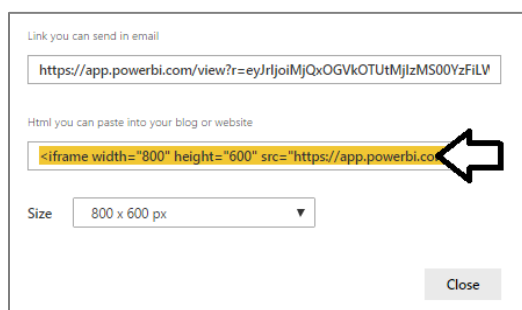 Link you can send in email
https://app.powerbi.com/view?r=eyJrIjoiMjQxOGVkOTUtMjIzMS00YzFiLW
Html you can paste into your blog or website
<iframe width="800" height="600" src="https://app.powerbi.co
Size 800 x 600 px
Close